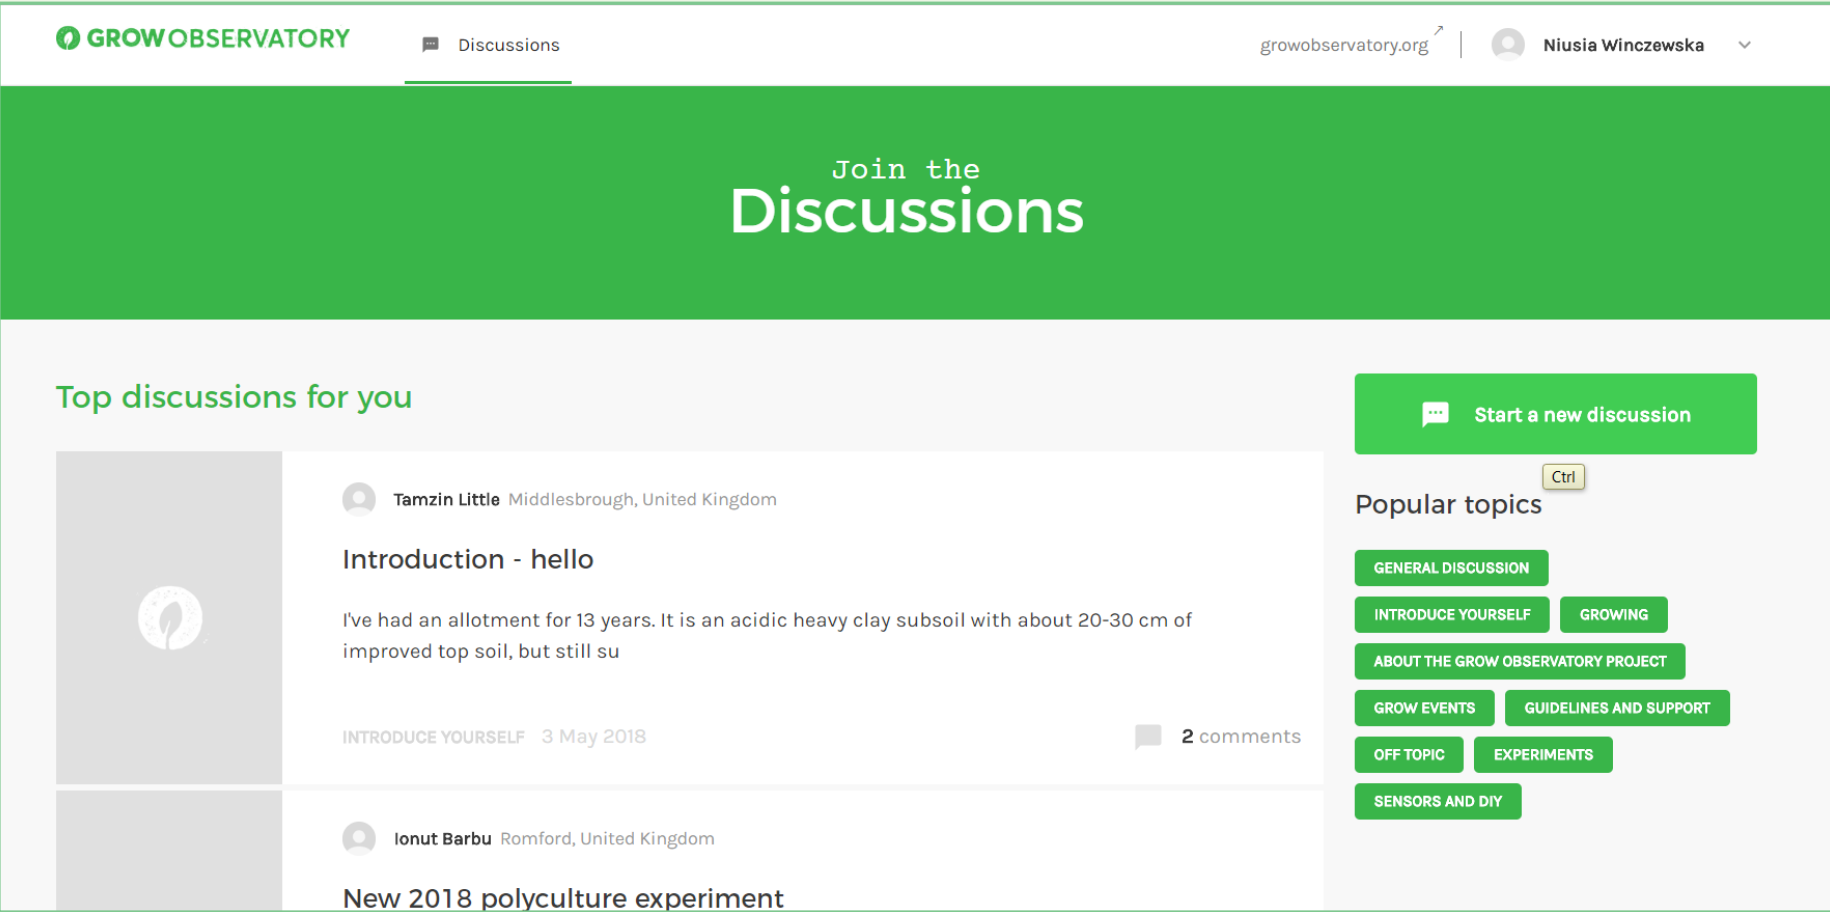 GROWOBSERVATORY
Discussions
growobservatory.org
Niusia Winczewska
Join the
Discussions
Top discussions for you
Tamzin Little Middlesbrough, United Kingdom
Introduction - hello
I've had an allotment for 13 years. It is an acidic heavy clay subsoil with about 20-30 cm of
improved top soil, but still su
INTRODUCE YOURSELF 3 May 2018
2 comments
Ionut Barbu Romford, United Kingdom
New 2018 polyculture experiment
Start a new discussion
Ctrl
Popular topics
GENERAL DISCUSSION
INTRODUCE YOURSELF GROWING
ABOUT THE GROW OBSERVATORY PROJECT
GROW EVENTS GUIDELINES AND SUPPORT
OFF TOPIC EXPERIMENTS
SENSORS AND DIY